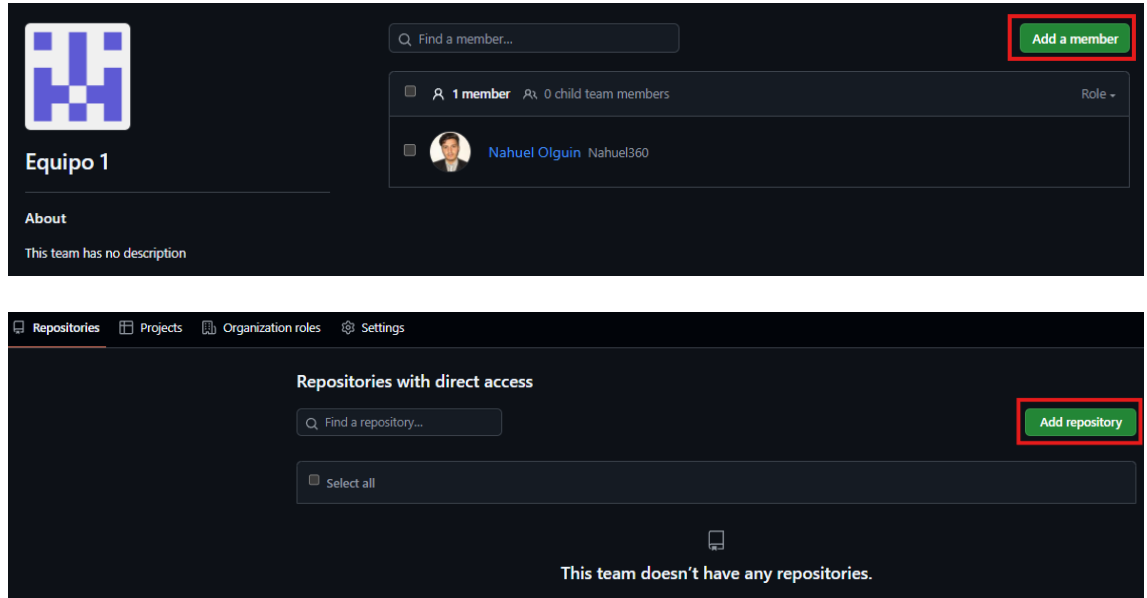 Find a member...
Add a member
1 member 0 child team members
Role
Nahuel Olguin Nahuel360
Equipo 1
About
This team has no description
Repositories Projects Organization roles Settings
Repositories with direct access
Find a repository...
Add repository
Select all
This team doesn't have any repositories.